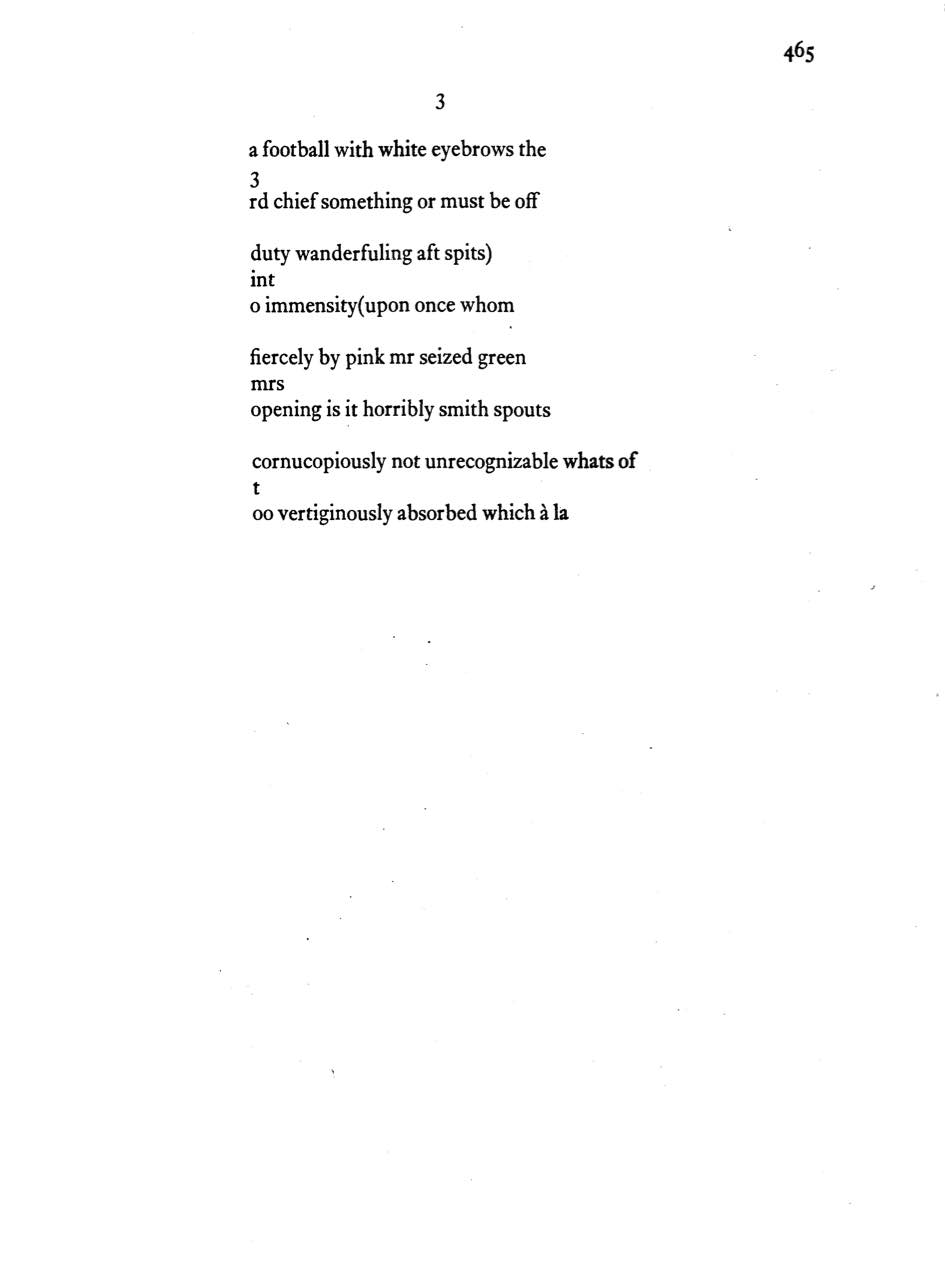 465
3
a football with white eyebrows the
3
rd chief something or must be off
duty wanderfuling aft spits)
int
o immensity(upon once whom
fiercely by pink mr seized green
mrs
opening is it horribly smith spouts
cornucopiously not unrecognizable whats of
t
oo vertiginously absorbed which à la